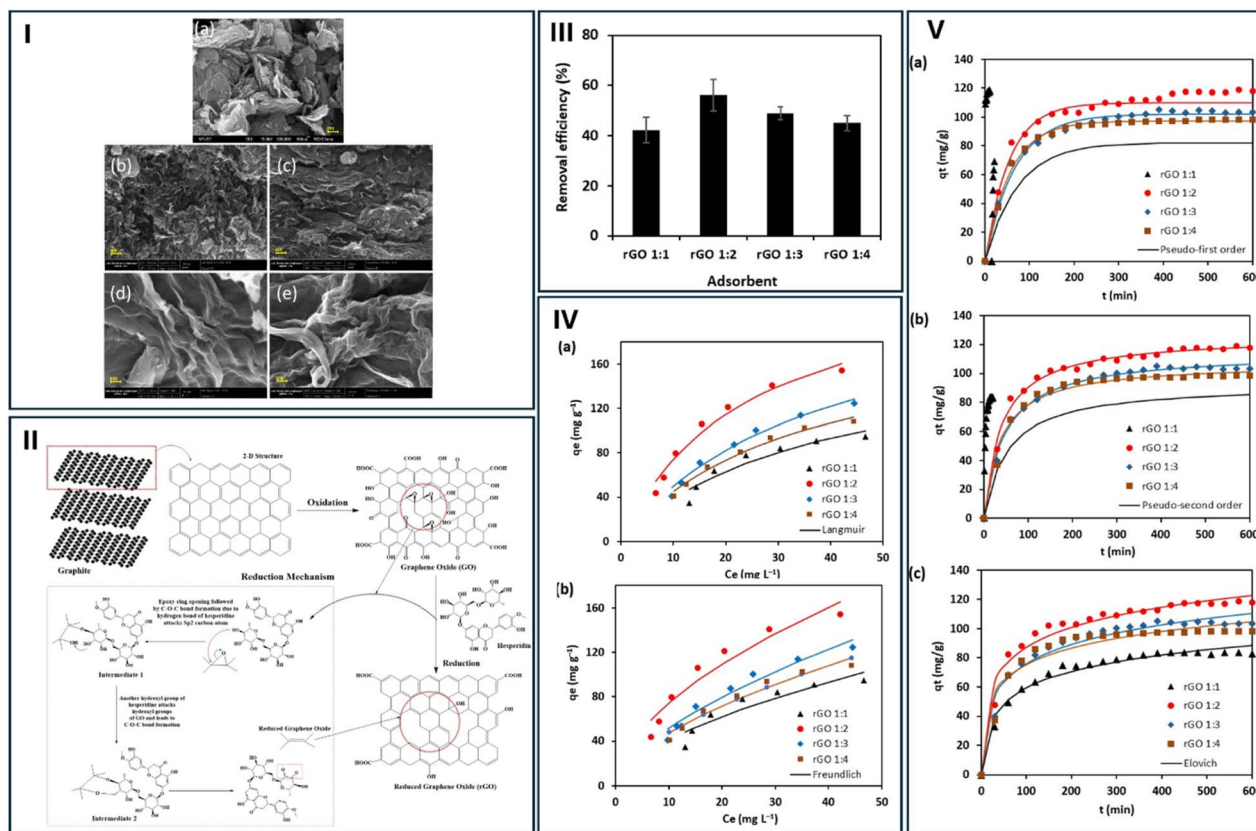 I
(a)
(b)
(c)
(d)
(e)
II
2-D Structure
Oxidation
Graphite
Graphene Oxide (GO)
Reduction Mechanism
Epoxy ring opening followed
by C-O-C bond formation due to
hydrogen bond of hesperidine
attacks Sp2 carbon atom
Hesperidin
Intermediate 1
Reduction
Another hydroxyl group of
hesperidine attacks
hydroxyl groups
of GO and leads to
C-O-C bond formation
Reduced Graphene Oxide
Intermediate 2
Reduced Graphene Oxide (rGO)
III
Removal efficiency (%)
80
60
40
20
0
rGO 1:1 rGO 1:2 rGO 1:3 rGO 1:4
Adsorbent
IV
(a)
qe (mg g⁻¹)
160
120
80
40
0
rGO 1:1
rGO 1:2
rGO 1:3
rGO 1:4
Langmuir
0 10 20 30 40 50
Ce (mg L⁻¹)
(b)
qe (mg g⁻¹)
160
120
80
40
0
rGO 1:1
rGO 1:2
rGO 1:3
rGO 1:4
Freundlich
0 10 20 30 40 50
Ce (mg L⁻¹)
V
(a)
qt (mg/g)
140
120
100
80
60
40
20
0
rGO 1:1
rGO 1:2
rGO 1:3
rGO 1:4
Pseudo-first order
0 100 200 300 400 500 600
t (min)
(b)
qt (mg/g)
140
120
100
80
60
40
20
0
rGO 1:1
rGO 1:2
rGO 1:3
rGO 1:4
Pseudo-second order
0 100 200 300 400 500 600
t (min)
(c)
qt (mg/g)
140
120
100
80
60
40
20
0
rGO 1:1
rGO 1:2
rGO 1:3
rGO 1:4
Elovich
0 100 200 300 400 500 600
t (min)